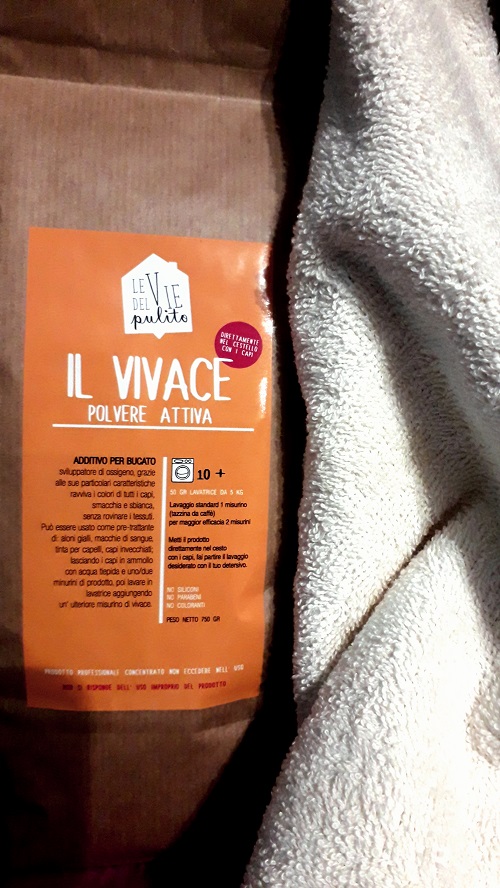 LE VIE
DEL
pulito
DIRETTAMENTE
NEL CESTELLO
CON I CAPI
IL VIVACE
POLVERE ATTIVA
ADDITIVO PER BUCATO
sviluppatore di ossigeno, grazie
alle sue particolari caratteristiche
ravviva i colori di tutti i capi,
smacchia e sbianca,
senza rovinare i tessuti.
Può essere usato come pre-trattante
di: aloni gialli, macchie di sangue,
tinta per capelli, capi invecchiati;
lasciando i capi in ammollo
con acqua tiepida e uno/due
minurini di prodotto, poi lavare in
lavatrice aggiungendo
un' ulteriore misurino di vivace.
10 +
50 GR LAVATRICE DA 5 KG
Lavaggio standard 1 misurino
(tazzina da caffè)
per maggior efficacia 2 misurini
Metti il prodotto
direttamente nel cesto
con i capi, fai partire il lavaggio
desiderato con il tuo detersivo.
NO SILICONI
NO PARABENI
NO COLORANTI
PESO NETTO 750 GR
PRODOTTO PROFESSIONALE CONCENTRATO NON ECCEDERE NELL' USO
NON SI RISPONDE DELL' USO IMPROPRIO DEL PRODOTTO